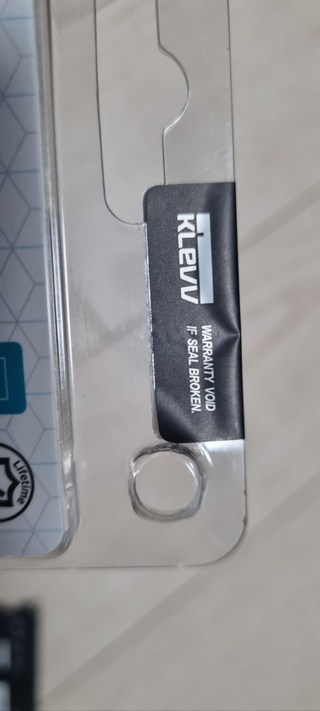 KLEVV
WARRANTY VOID
IF SEAL BROKEN.
Lifetime